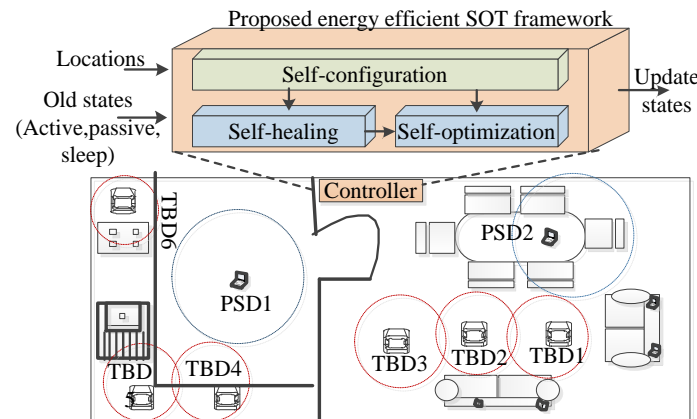 Proposed energy efficient SOT framework
Locations
Self-configuration
Update
states
Old states
(Active,passive,
sleep)
Self-healing
Self-optimization
Controller
TBD6
PSD2
PSD1
TBD3
TBD2
TBD1
TBD
TBD4